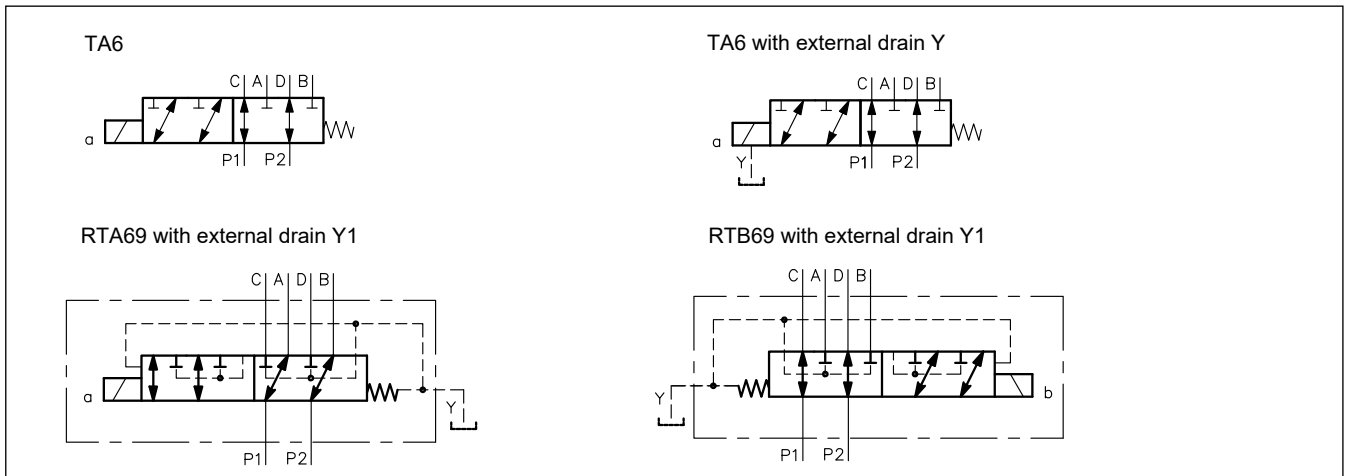 TA6
C A D B
a
P1 P2
TA6 with external drain Y
C A D B
a
Y
P1 P2
RTA69 with external drain Y1
C A D B
a
Y
P1 P2
RTB69 with external drain Y1
C A D B
Y
b
P1 P2